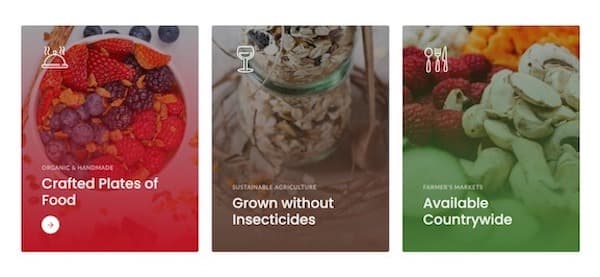 ORGANIC & HANDMADE
Crafted Plates of
Food
SUSTAINABLE AGRICULTURE
Grown without
Insecticides
FARMER'S MARKETS
Available
Countrywide